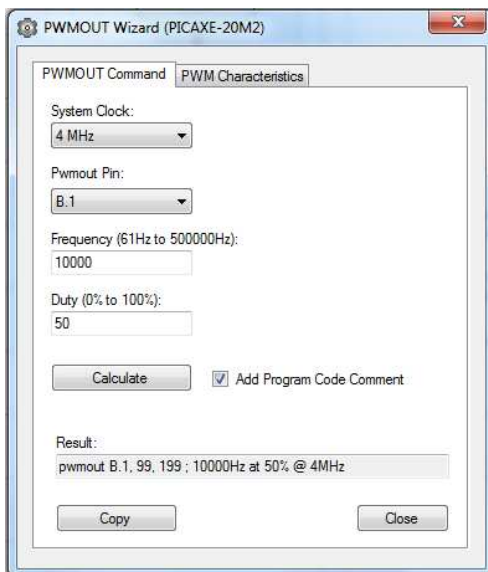 PWMOUT Wizard (PICAXE-20M2)
PWMOUT Command
PWM Characteristics
System Clock:
4 MHz
Pwmout Pin:
B.1
Frequency (61Hz to 500000Hz):
10000
Duty (0% to 100%):
50
Calculate
Add Program Code Comment
Result:
pwmout B.1, 99, 199 ; 10000Hz at 50% @ 4MHz
Copy
Close